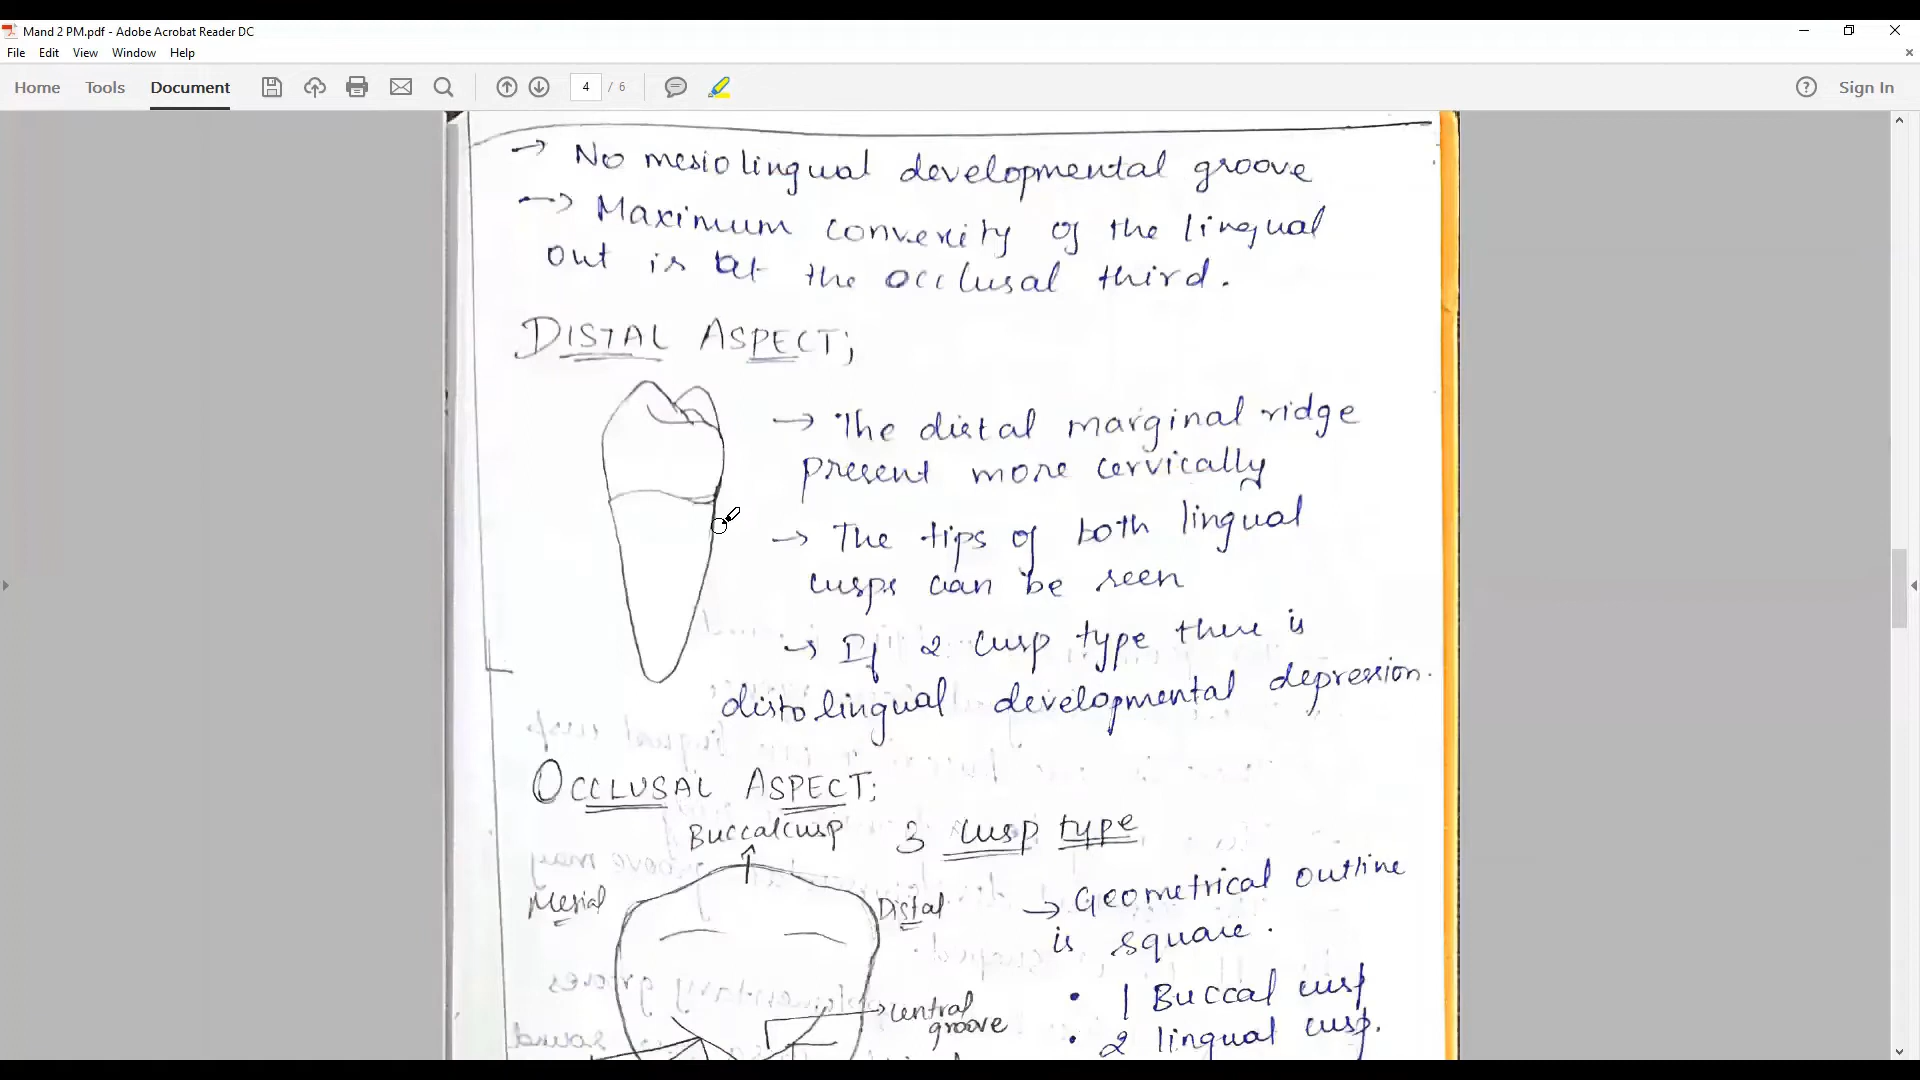 Mand 2 PM.pdf - Adobe Acrobat Reader DC
File Edit View Window Help
Home Tools Document 4 / 6 Sign In
→ No mesiolingual developmental groove
→ Maximum convexity of the lingual
out is at the occlusal third.
DISTAL ASPECT;
→ The distal marginal ridge
present more cervically
→ The tips of both lingual
cusps can be seen
→ If 2 cusp type there is
distolingual developmental depression.
OCCLUSAL ASPECT;
Buccal cusp 3 cusp type
Mesial Distal → Geometrical outline
is square.
• 1 Buccal cusp
central
groove
• 2 lingual cusp.